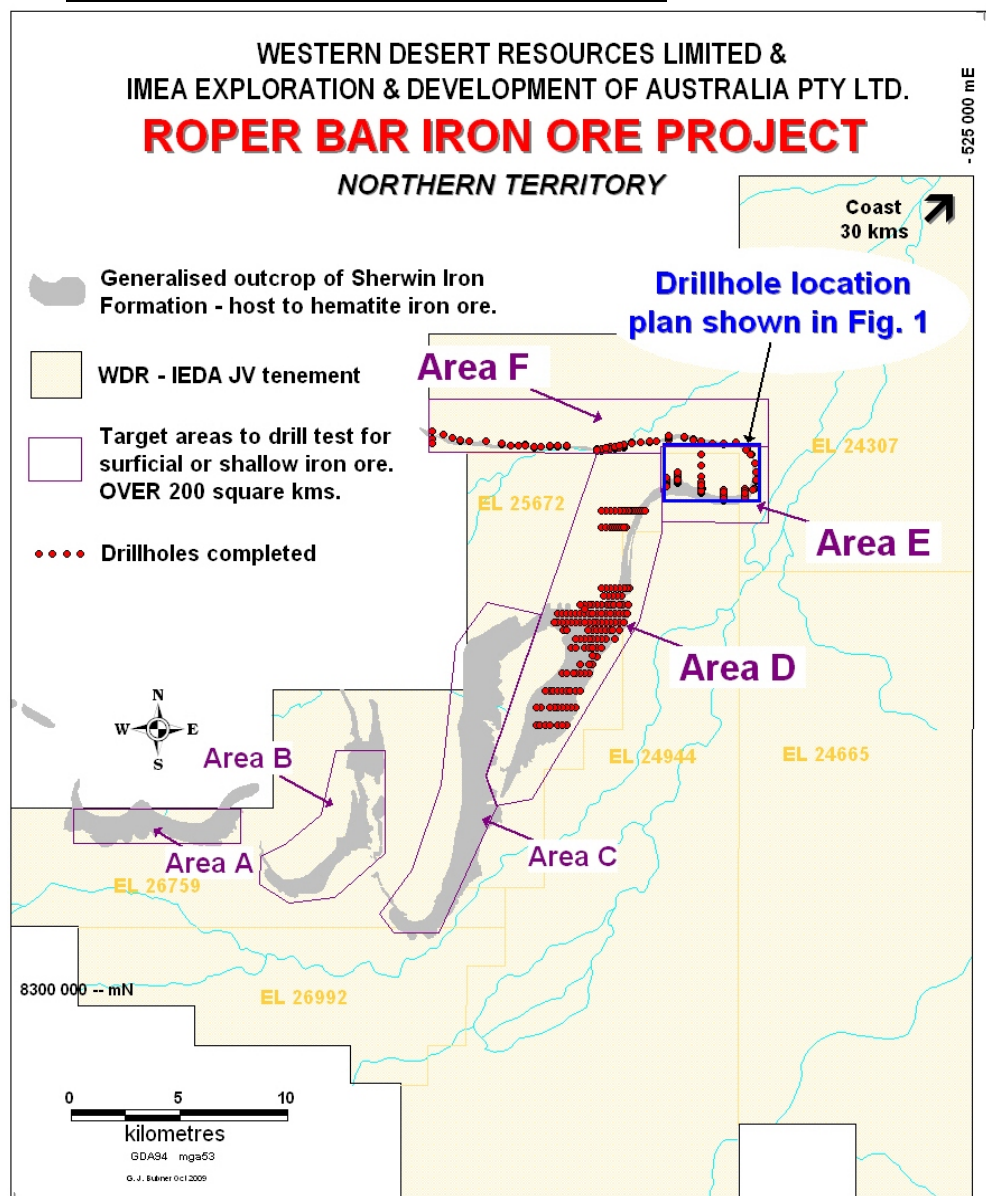 WESTERN DESERT RESOURCES LIMITED &
IMEA EXPLORATION & DEVELOPMENT OF AUSTRALIA PTY LTD.
ROPER BAR IRON ORE PROJECT
NORTHERN TERRITORY
- 525 000 mE
Coast
30 kms
Generalised outcrop of Sherwin Iron
Formation - host to hematite iron ore.
WDR - IEDA JV tenement
Target areas to drill test for
surficial or shallow iron ore.
OVER 200 square kms.
Drillholes completed
Drillhole location
plan shown in Fig. 1
Area F
EL 24307
EL 25672
Area E
Area D
N
W
E
S
Area B
EL 24944
EL 24665
Area A
Area C
EL 26759
8300 000 -- mN
EL 26992
0 5 10
kilometres
GDA94 mga53
G. J. Bubner Oct 2009